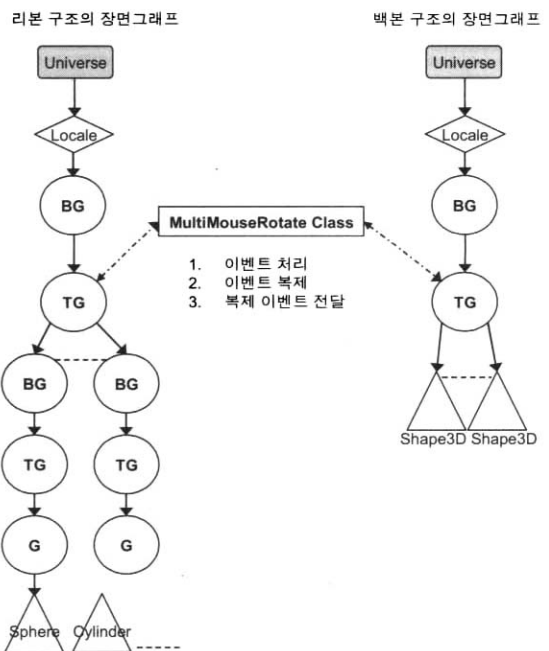 리본 구조의 장면그래프
백본 구조의 장면그래프
Universe
Universe
Locale
Locale
BG
BG
MultiMouseRotate Class
1. 이벤트 처리
2. 이벤트 복제
3. 복제 이벤트 전달
TG
TG
BG
BG
TG
TG
Shape3D Shape3D
G
G
Sphere
Cylinder